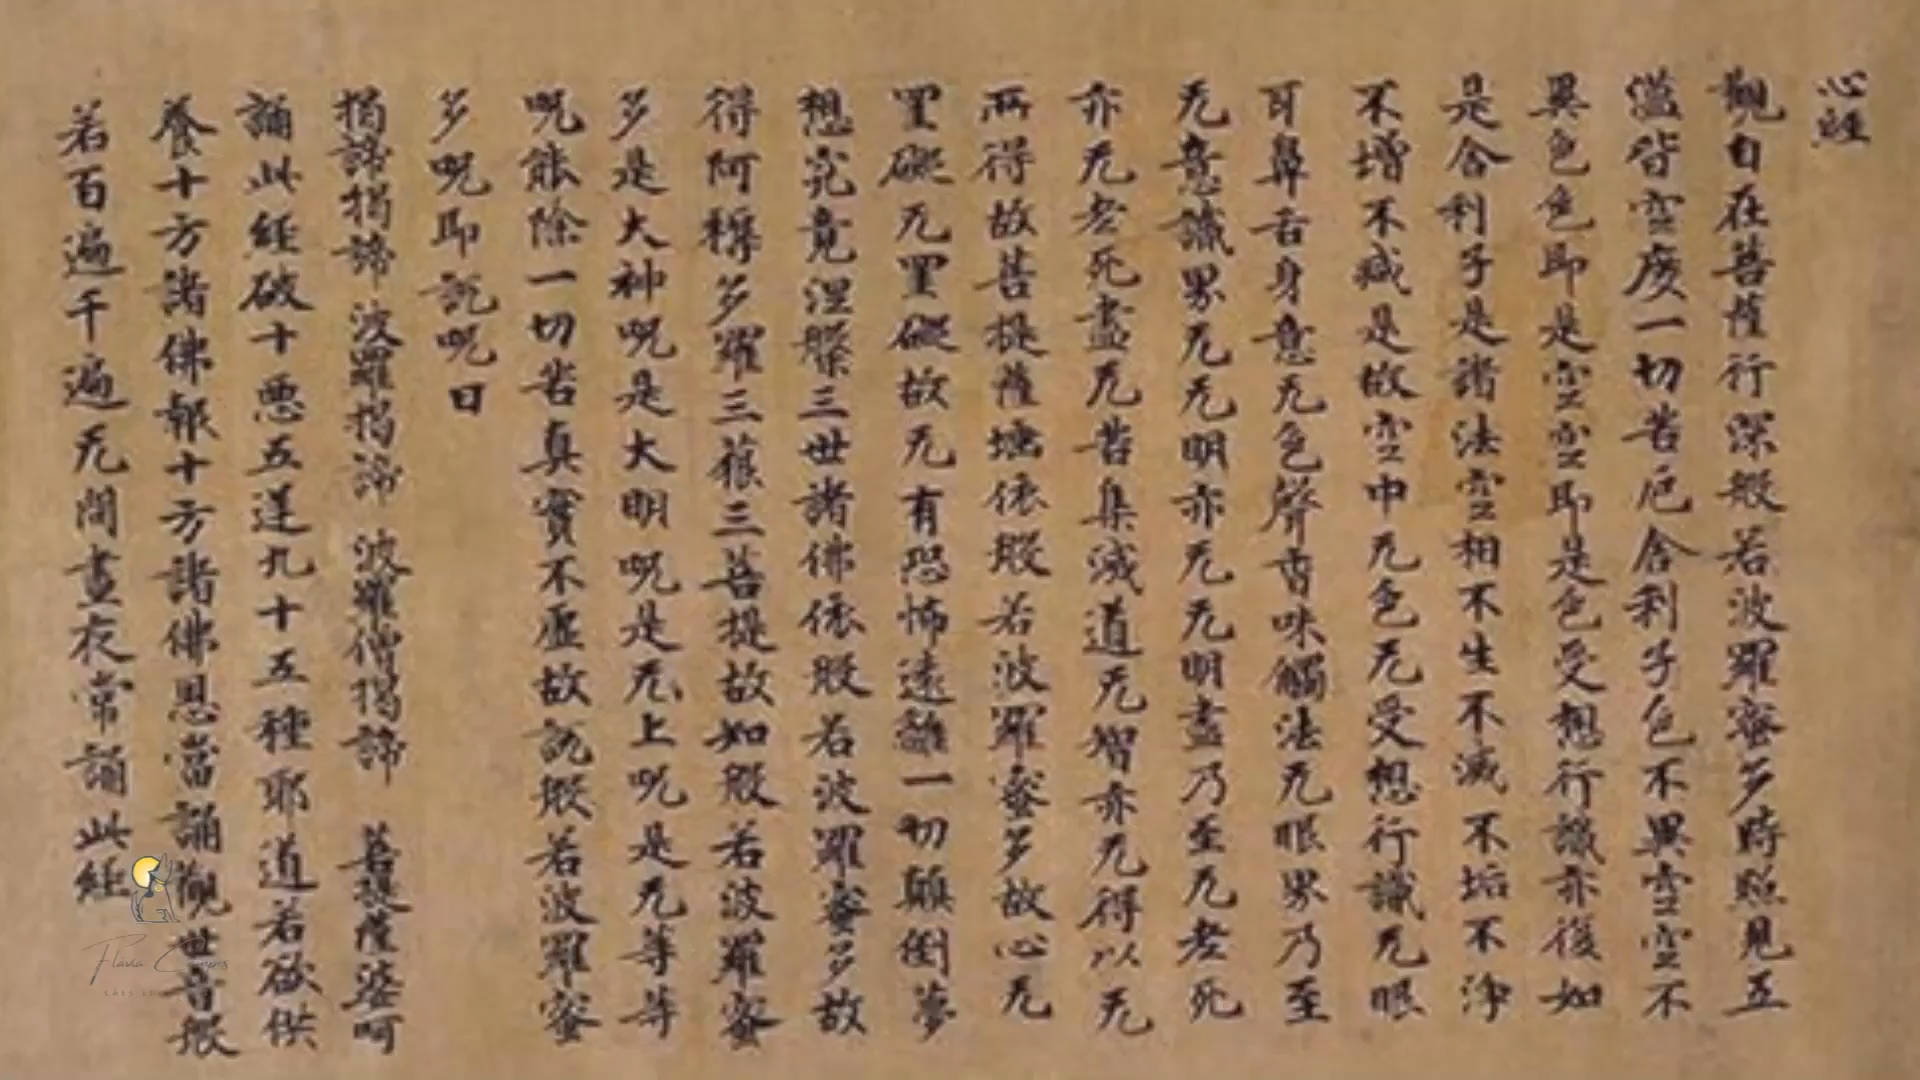 心經
觀自在菩薩行深般若波羅蜜多時照見五
蘊皆空度一切苦厄舍利子色不異空空不
異色色即是空空即是色受想行識亦復如
是舍利子是諸法空相不生不滅不垢不淨
不增不減是故空中无色无受想行識无眼
耳鼻舌身意无色聲香味觸法无眼界乃至
无意識界无无明亦无无明盡乃至无老死
亦无老死盡无苦集滅道无智亦无得以无
所得故菩提薩埵依般若波羅蜜多故心无
罣礙无罣礙故无有恐怖遠離一切顛倒夢
想究竟涅槃三世諸佛依般若波羅蜜多故
得阿耨多羅三藐三菩提故如般若波羅蜜
多是大神呪是大明呪是无上呪是无等等
呪能除一切苦真實不虛故說般若波羅蜜
多呪即說呪曰
揭諦揭諦 波羅揭諦 波羅僧揭諦 菩提薩婆呵
誦此經破十惡五逆九十五種耶道若欲供
養十方諸佛報十方諸佛恩當誦觀世音般
若百遍千遍无間晝夜常誦此經
Flavia